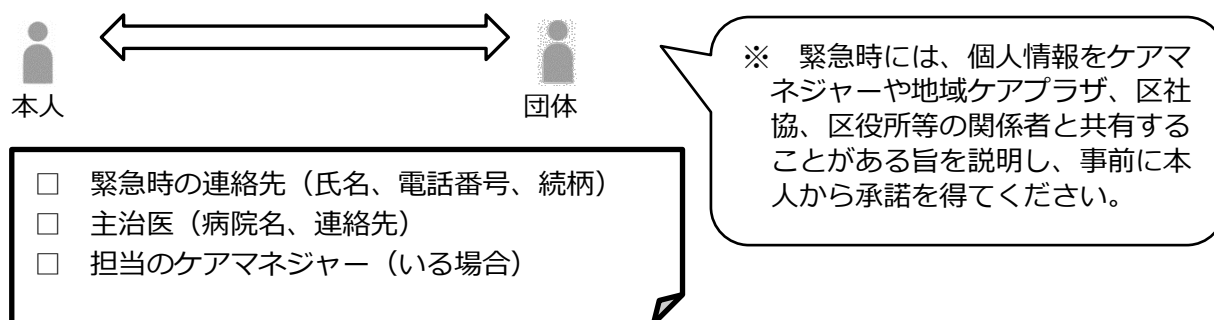 本人
団体
※　緊急時には、個人情報をケアマ
ネジャーや地域ケアプラザ、区社
協、区役所等の関係者と共有する
ことがある旨を説明し、事前に本
人から承諾を得てください。
□　緊急時の連絡先（氏名、電話番号、続柄）
□　主治医（病院名、連絡先）
□　担当のケアマネジャー（いる場合）